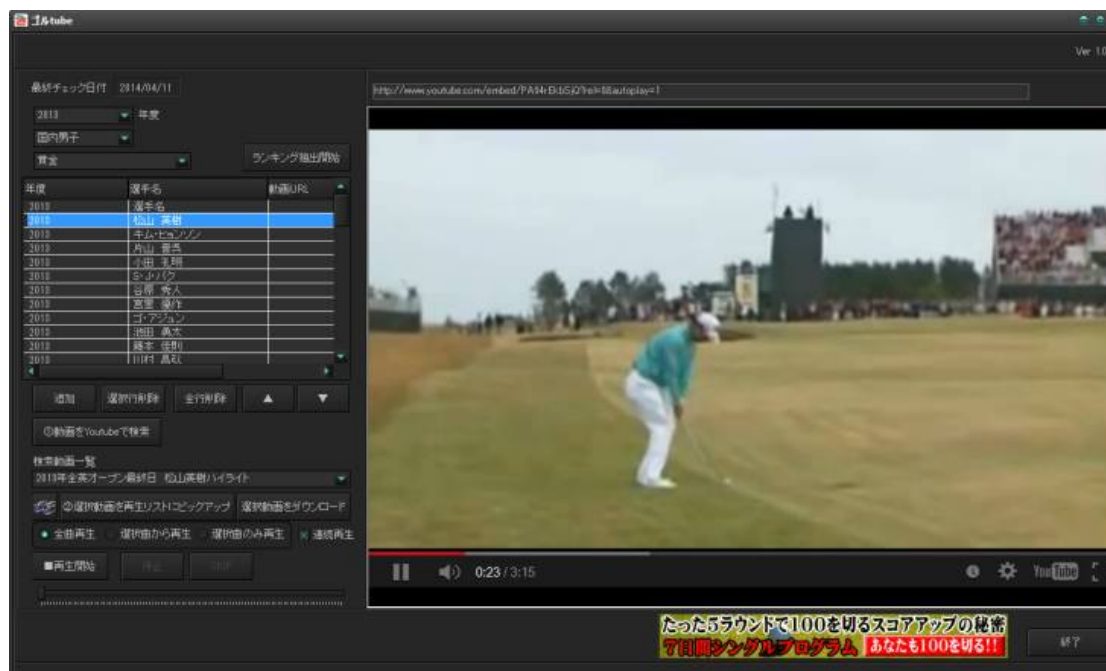 ゴルtube
Ver 1.0
最終チェック日付 2014/04/11
http://www.youtube.com/embed/
2013 年度
国内男子
賞金
ランキング抽出開始
年度 選手名 動画URL
2013 選手名
2013 松山 英樹
2013 キム・ヒョンソン
2013 片山 晋呉
2013 小田 孔明
2013 S・J・パク
2013 谷原 秀人
2013 宮里 優作
2013 ゴ・アジョン
2013 池田 勇太
2013 藤本 佳則
2013 川村 昌弘
追加 選択行削除 全行削除 ▲ ▼
①動画をYoutubeで検索
検索動画一覧
2013年全英オープン最終日 松山英樹ハイライト
②選択動画を再生リストにピックアップ 選択動画をダウンロード
全曲再生 選択曲から再生 選択曲のみ再生 連続再生
■再生開始
0:23 / 3:15
YouTube
たった5ラウンドで100を切るスコアアップの秘密
7日間シングルプログラム あなたも100を切る!!
終了